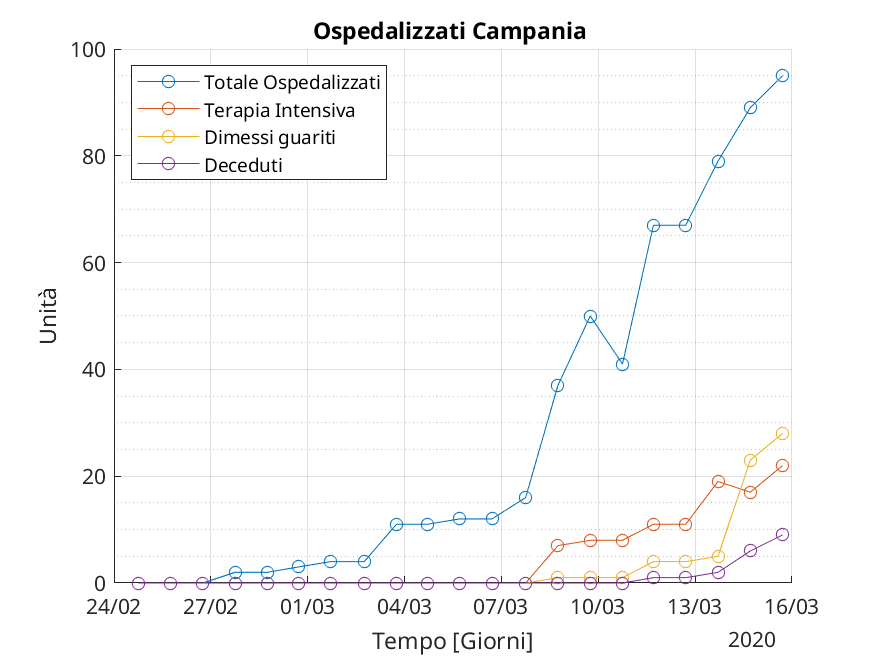 Ospedalizzati Campania
100
80
60
40
20
0
Unità
Totale Ospedalizzati
Terapia Intensiva
Dimessi guariti
Deceduti
24/02 27/02 01/03 04/03 07/03 10/03 13/03 16/03
Tempo [Giorni]
2020